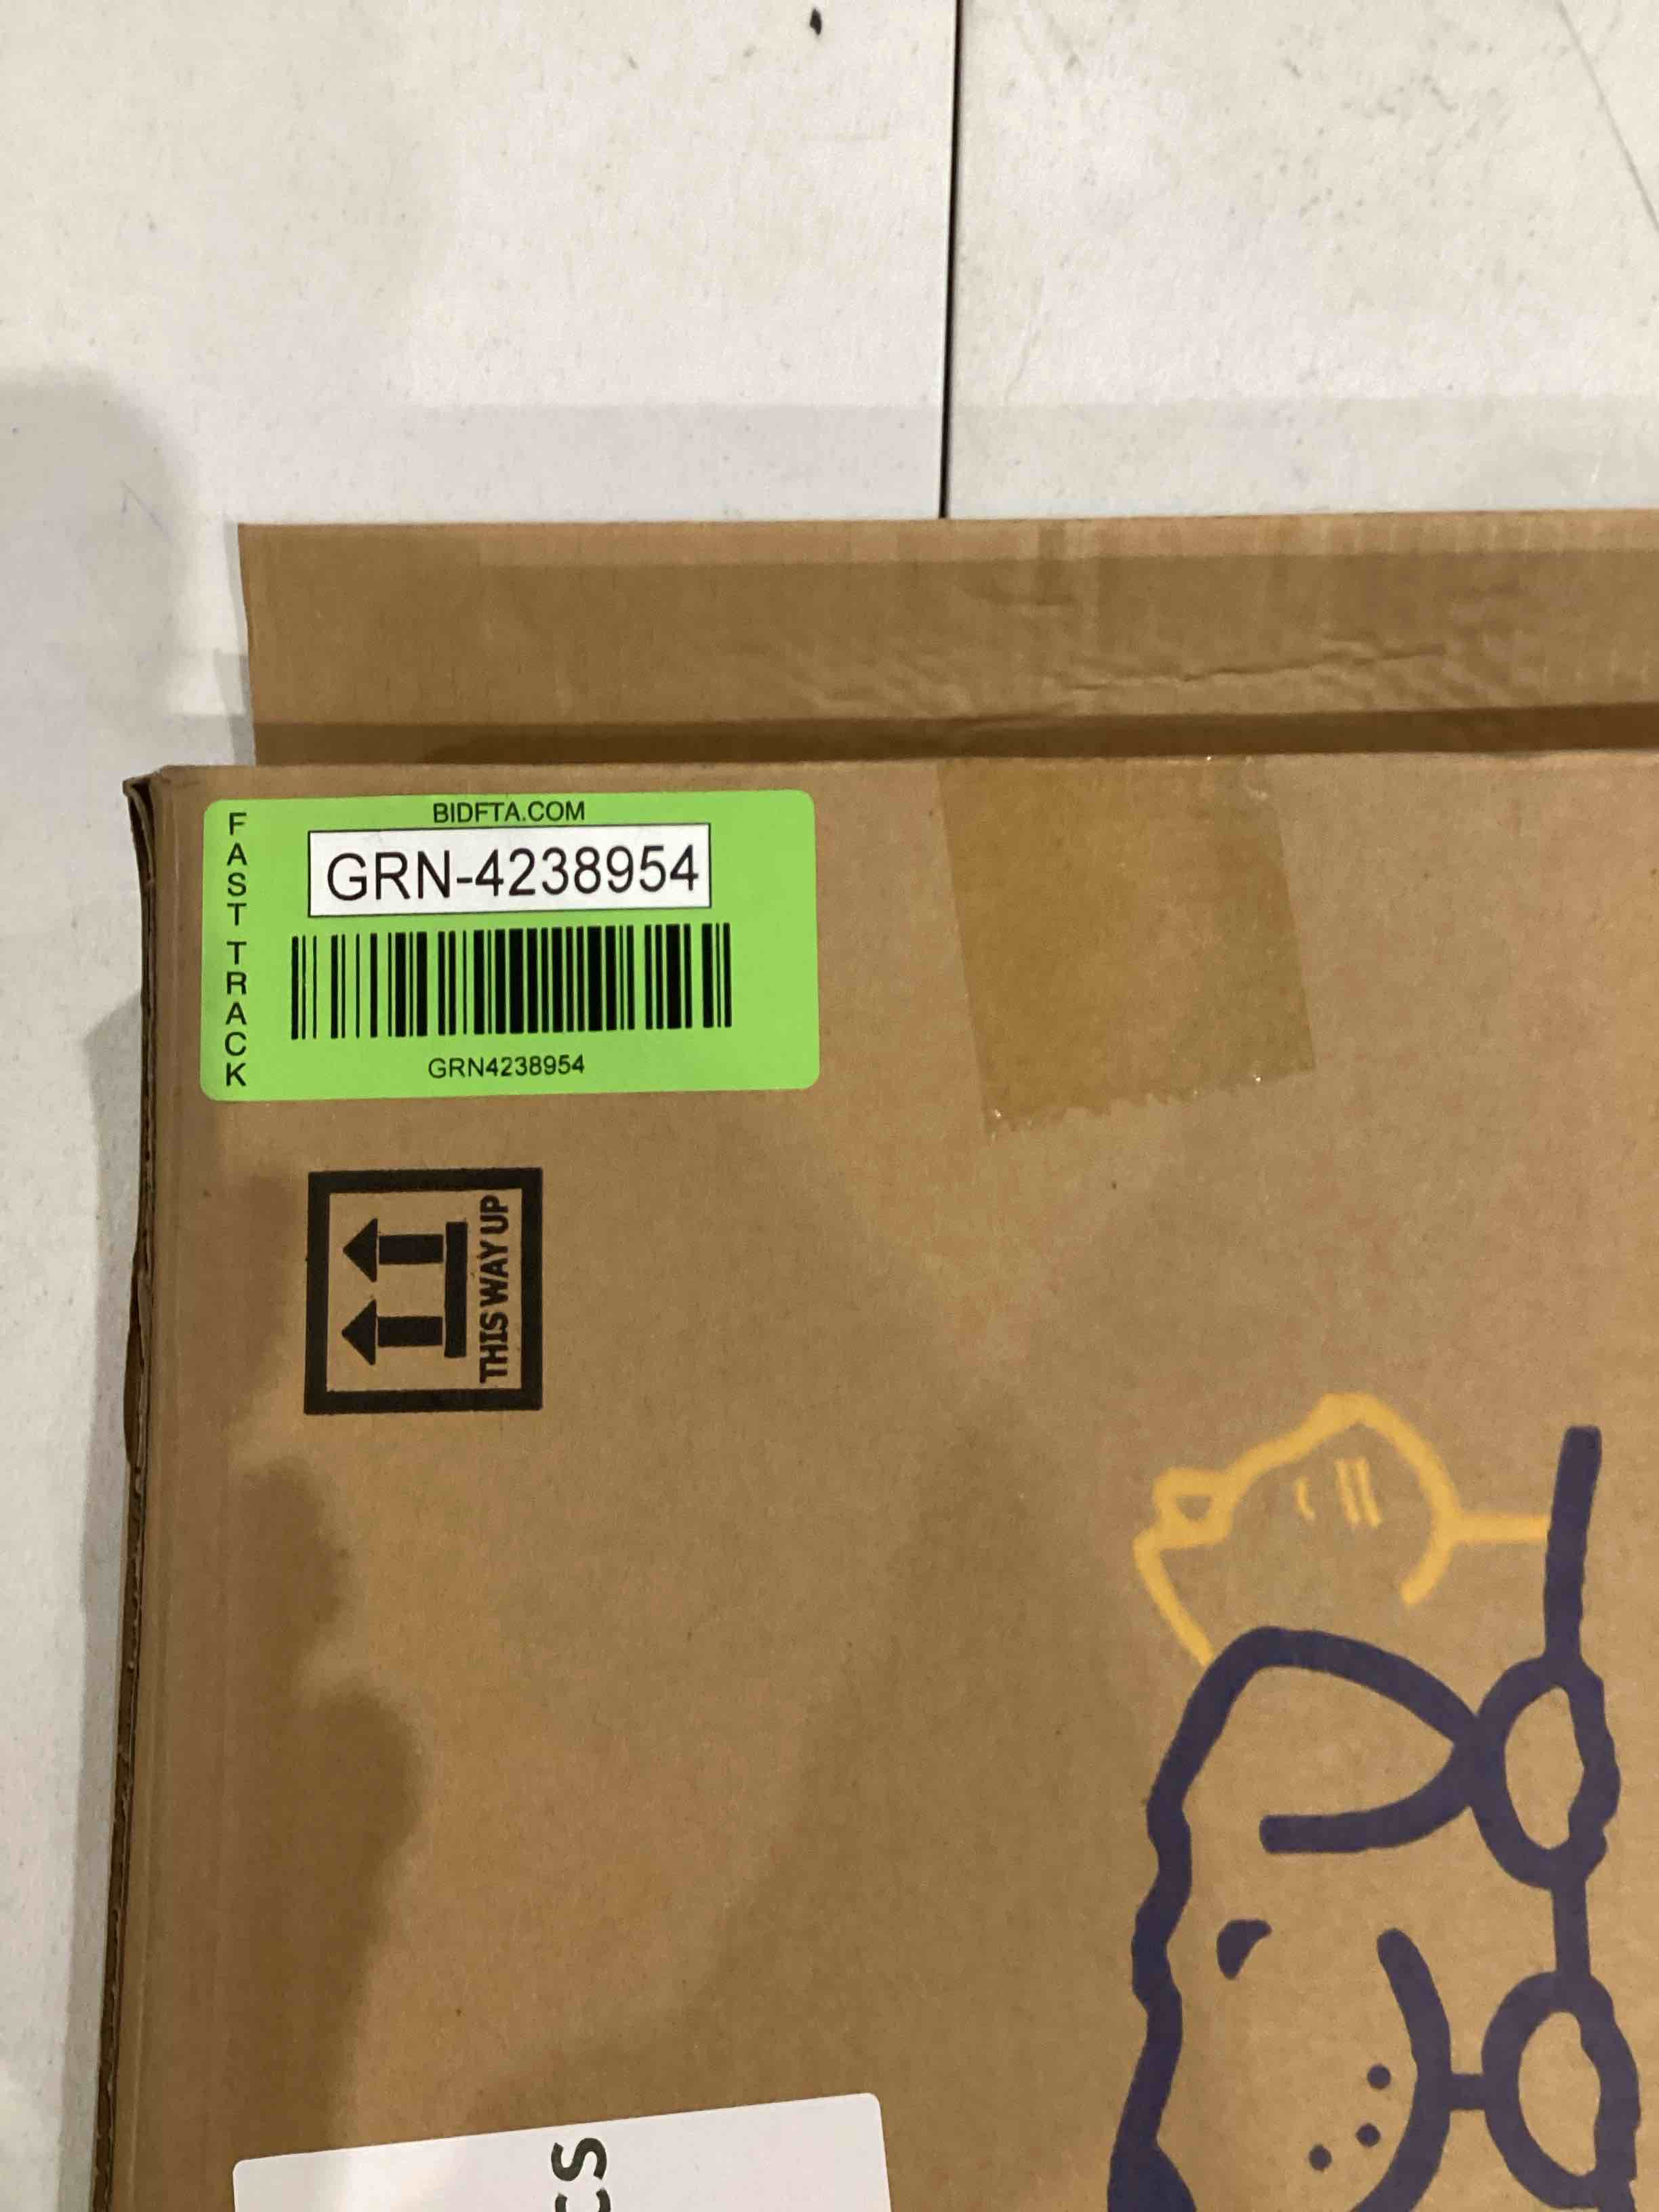 BIDFTA.COM
FAST TRACK
GRN-4238954
GRN4238954
THIS WAY UP